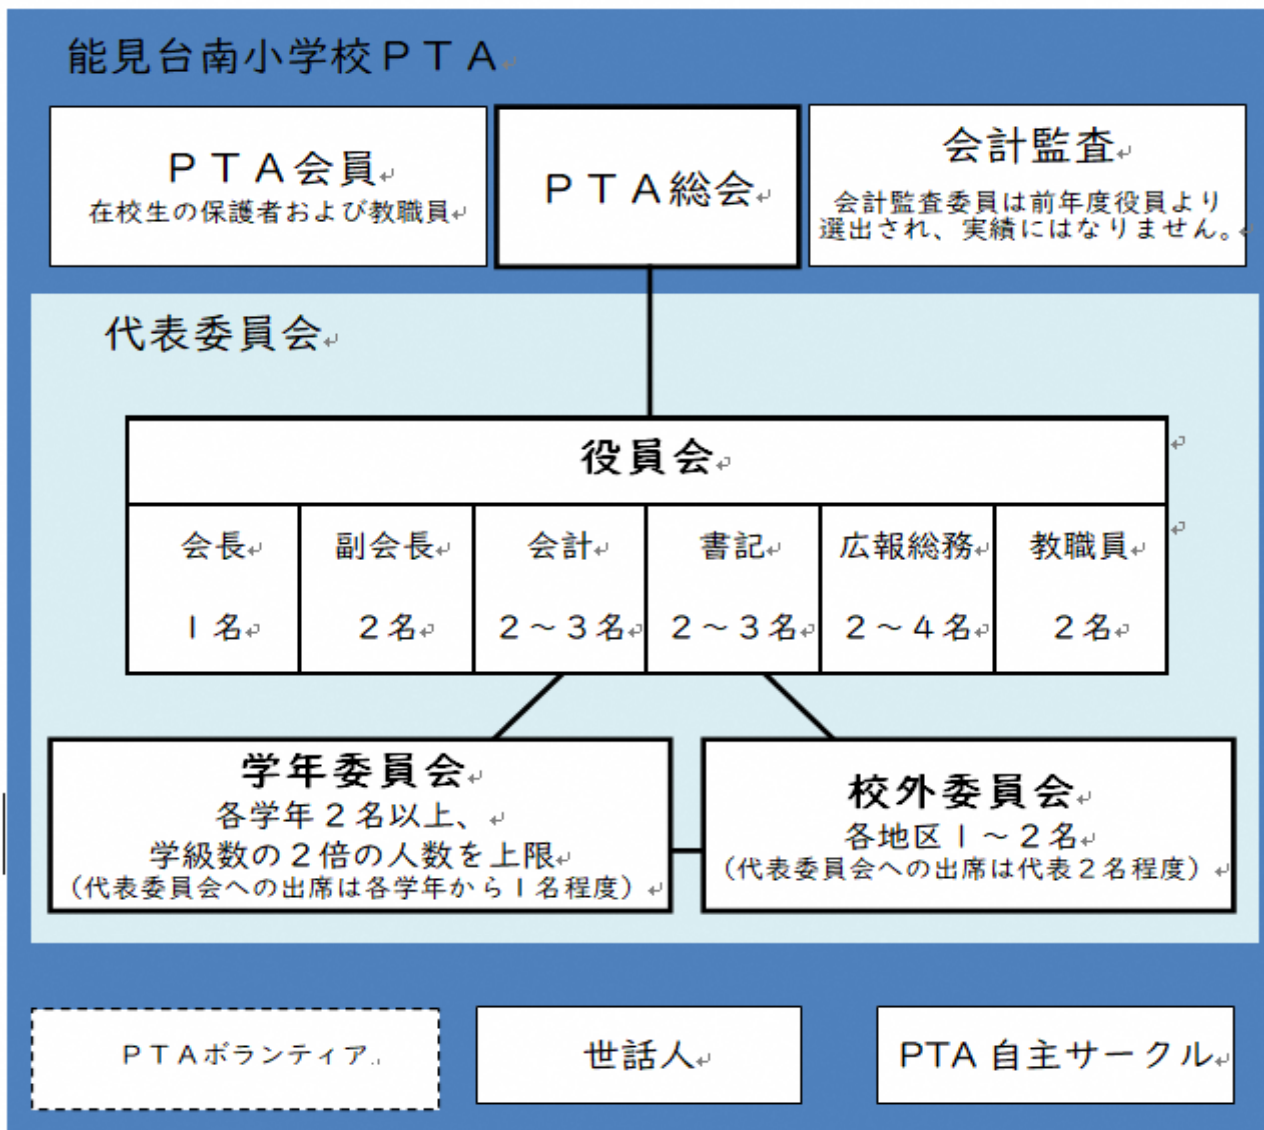 能見台南小学校ＰＴＡ
ＰＴＡ会員
在校生の保護者および教職員
ＰＴＡ総会
会計監査
会計監査委員は前年度役員より
選出され、実績にはなりません。
代表委員会
役員会
会長
１名
副会長
２名
会計
２～３名
書記
２～３名
広報総務
２～４名
教職員
２名
学年委員会
各学年２名以上、
学級数の２倍の人数を上限
（代表委員会への出席は各学年から１名程度）
校外委員会
各地区１～２名
（代表委員会への出席は代表２名程度）
ＰＴＡボランティア
世話人
PTA 自主サークル